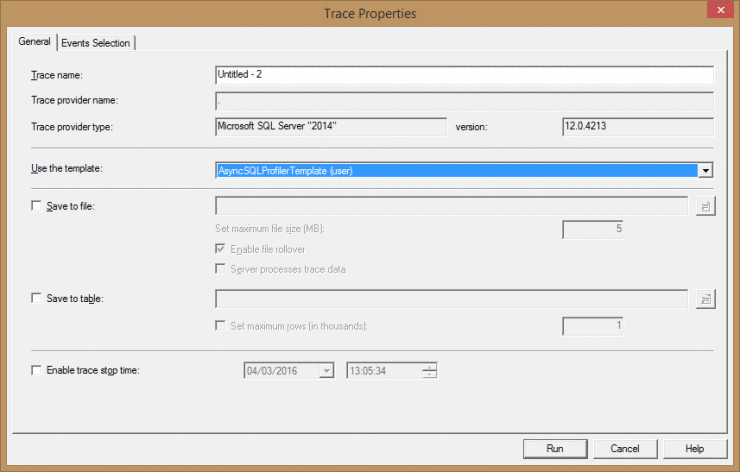 Trace Properties
General
Events Selection
Trace name: Untitled - 2
Trace provider name: .
Trace provider type: Microsoft SQL Server "2014" version: 12.0.4213
Use the template: AsyncSQLProfilerTemplate (user)
Save to file:
Set maximum file size (MB): 5
Enable file rollover
Server processes trace data
Save to table:
Set maximum rows (in thousands): 1
Enable trace stop time: 04/03/2016 13:05:34
Run Cancel Help